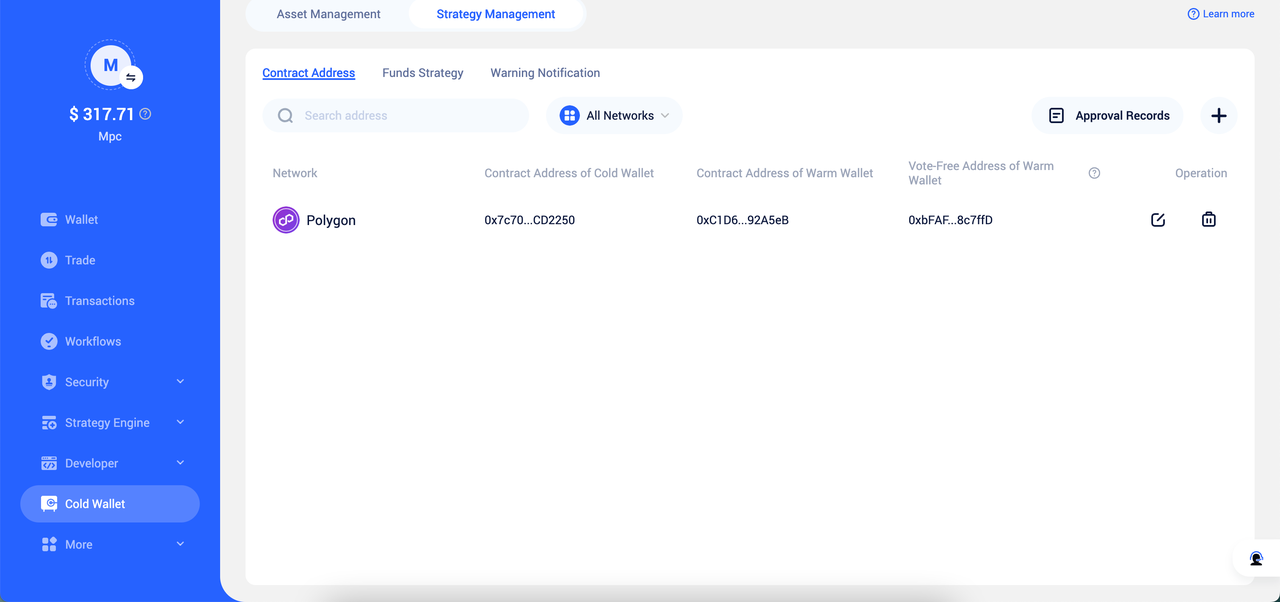 Asset Management
Strategy Management
Learn more
M
$ 317.71
Mpc
Wallet
Trade
Transactions
Workflows
Security
Strategy Engine
Developer
Cold Wallet
More
Contract Address
Funds Strategy
Warning Notification
Search address
All Networks
Approval Records
Network
Contract Address of Cold Wallet
Contract Address of Warm Wallet
Vote-Free Address of Warm
Wallet
Operation
Polygon
0x7c70...CD2250
0xC1D6...92A5eB
0xbFAF...8c7ffD